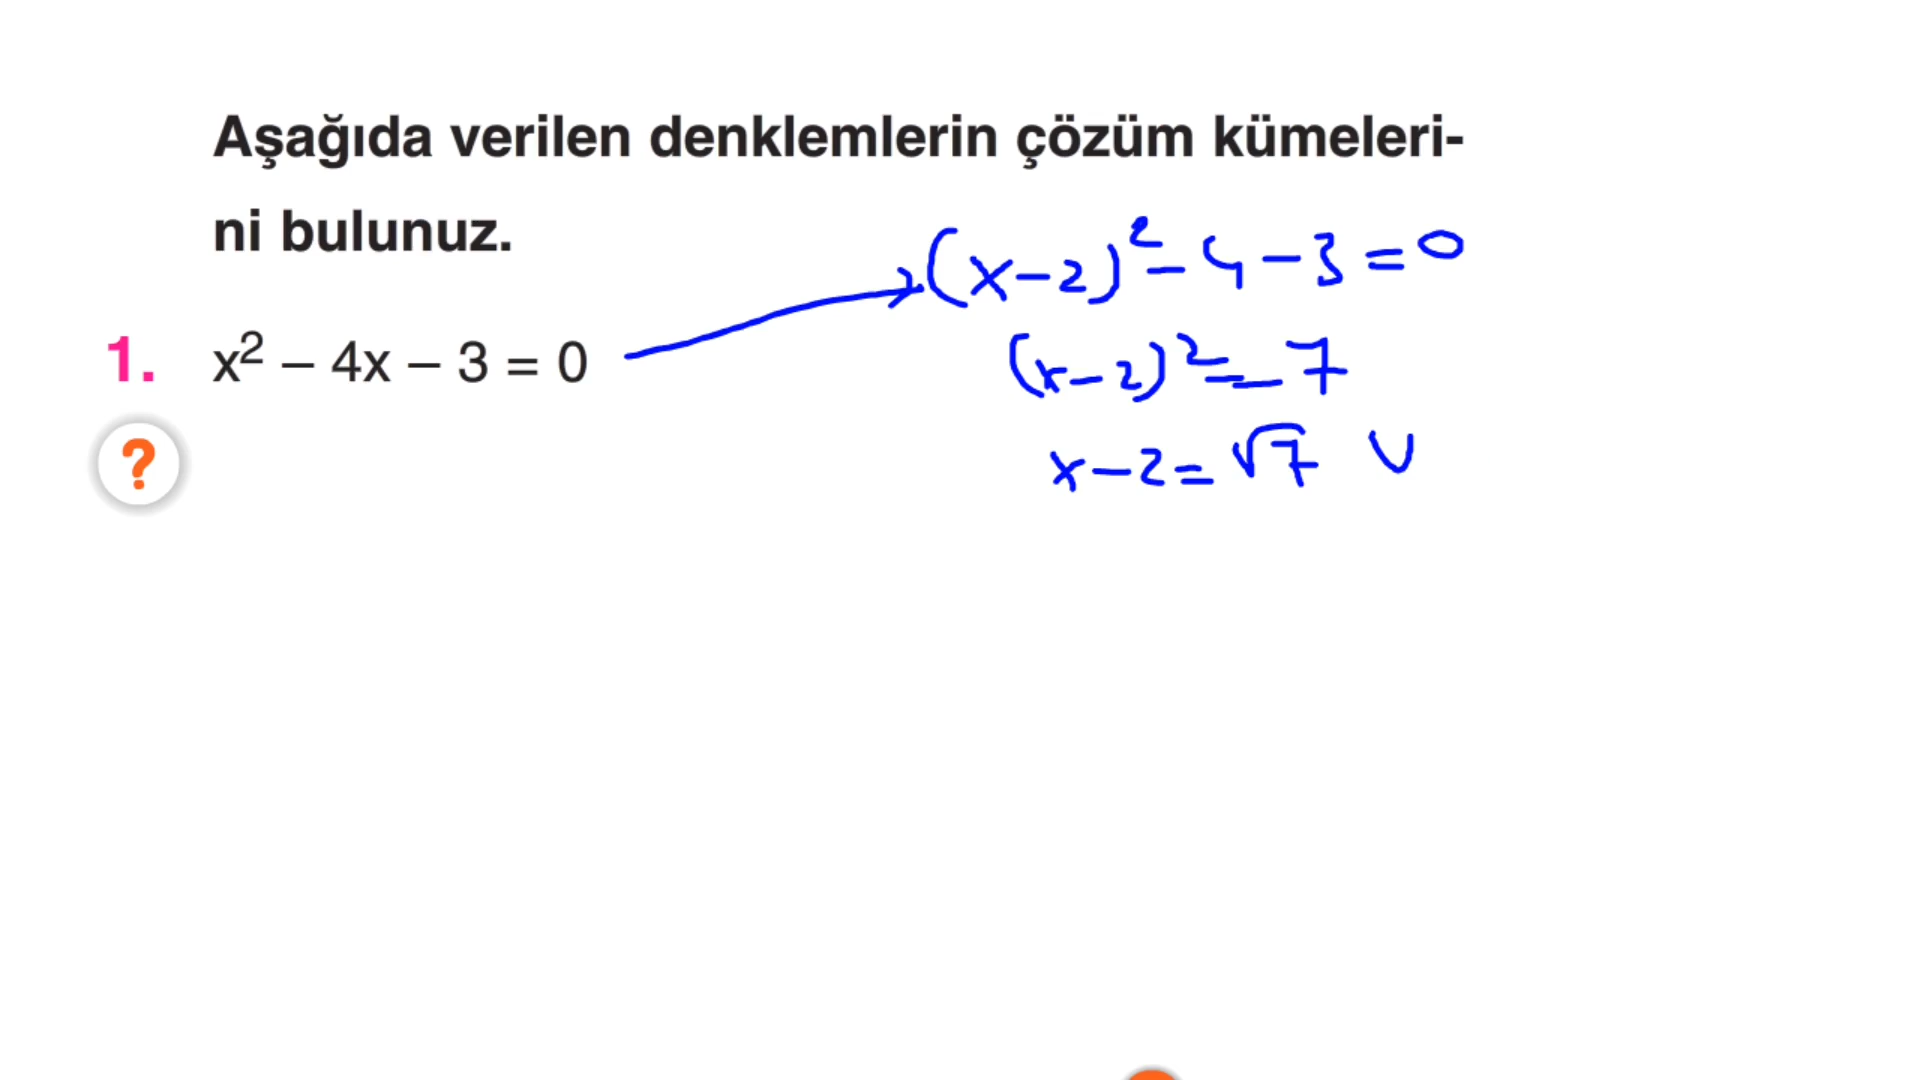 Aşağıda verilen denklemlerin çözüm kümeleri-
ni bulunuz.
1. x² – 4x – 3 = 0
?
(x-2)² - 4 - 3 = 0
(x-2)² = - 7
x - 2 = √7 ∨